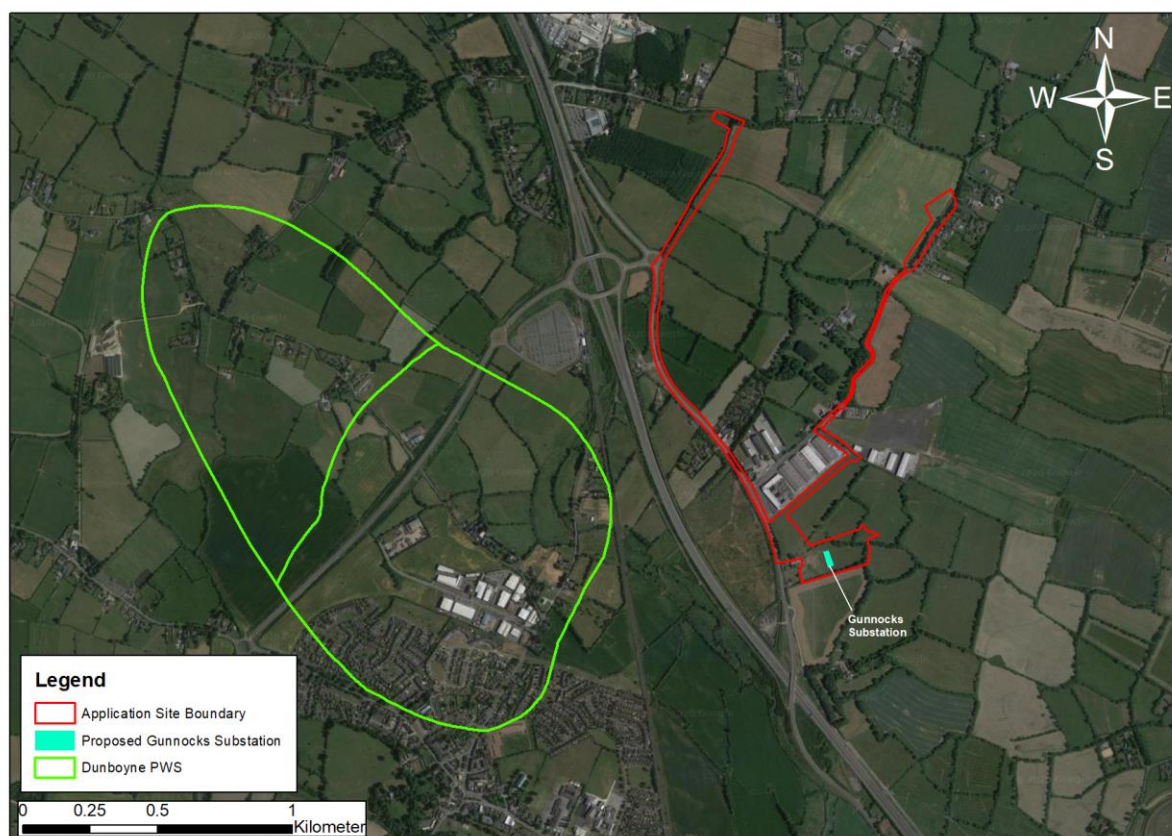 N
W E
S
Gunnocks
Substation
Legend
Application Site Boundary
Proposed Gunnocks Substation
Dunboyne PWS
0 0.25 0.5 1
Kilometer